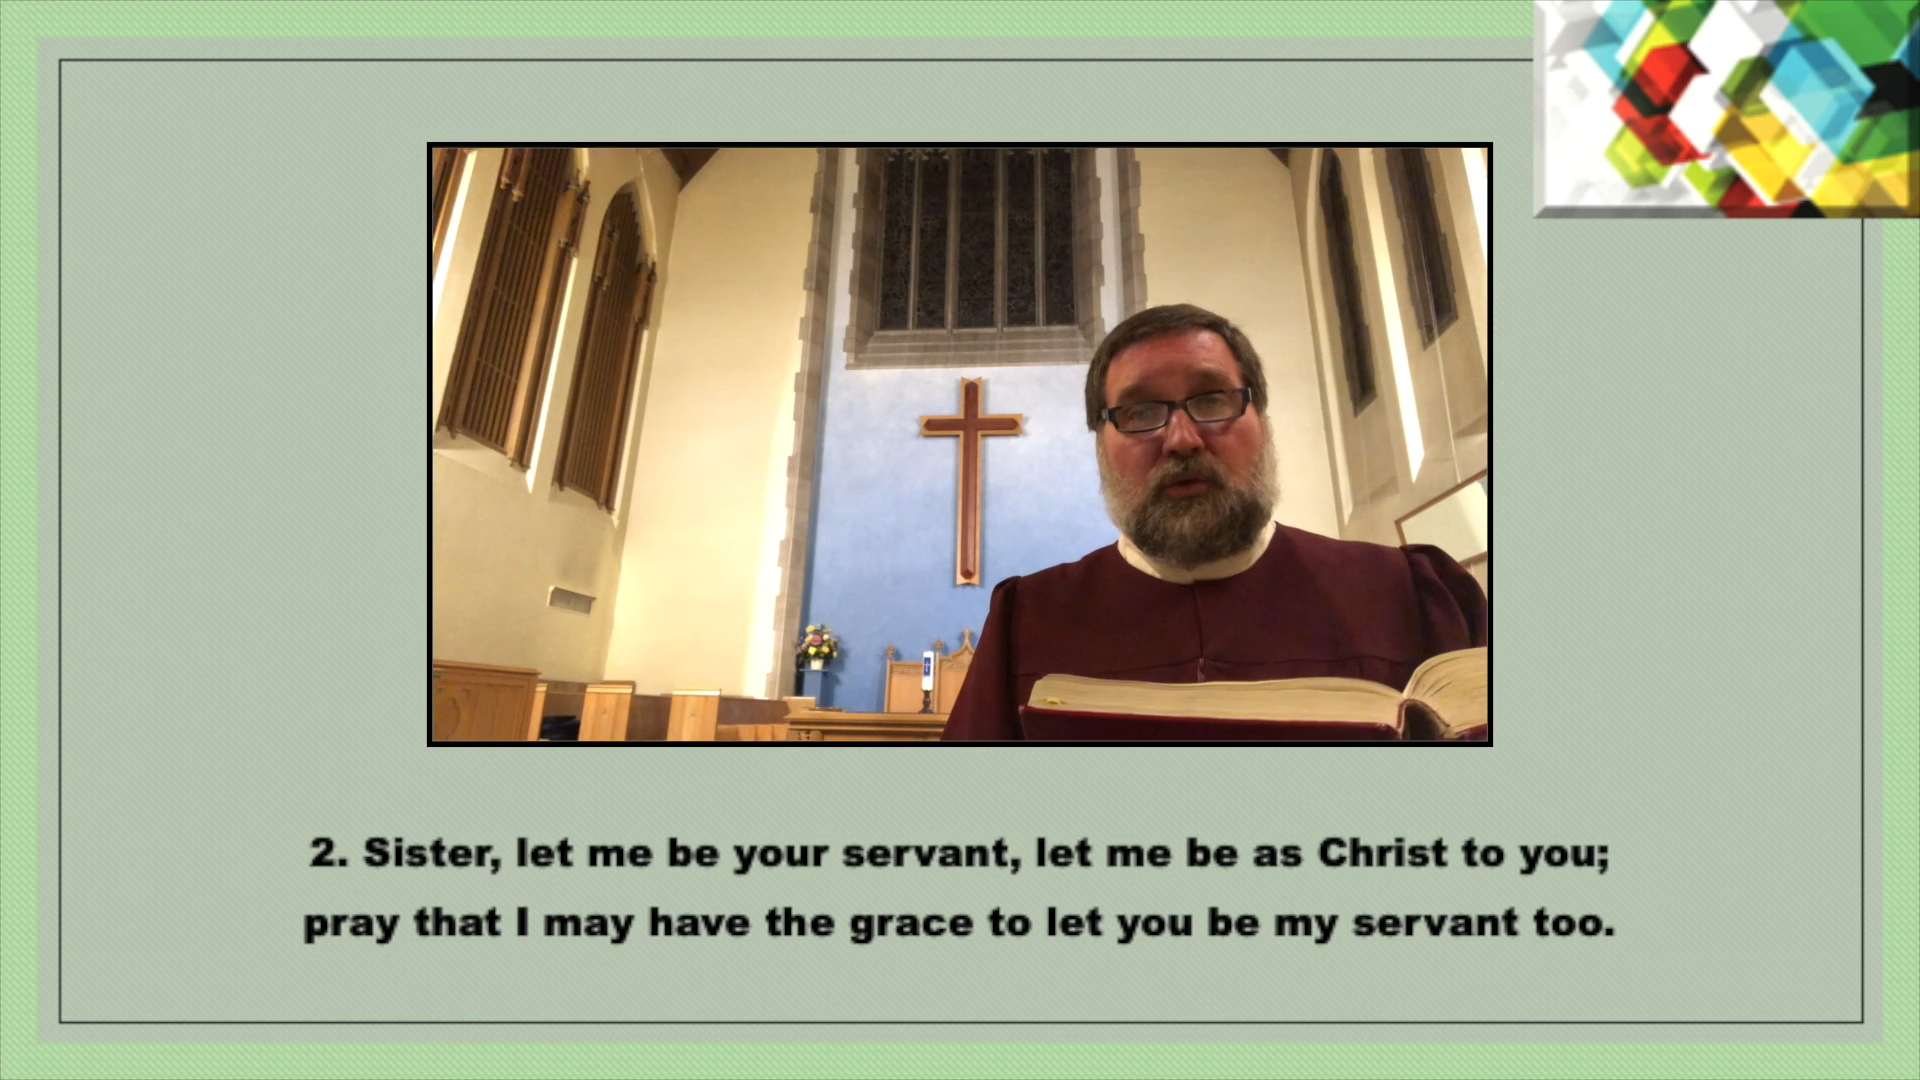 2. Sister, let me be your servant, let me be as Christ to you;
pray that I may have the grace to let you be my servant too.